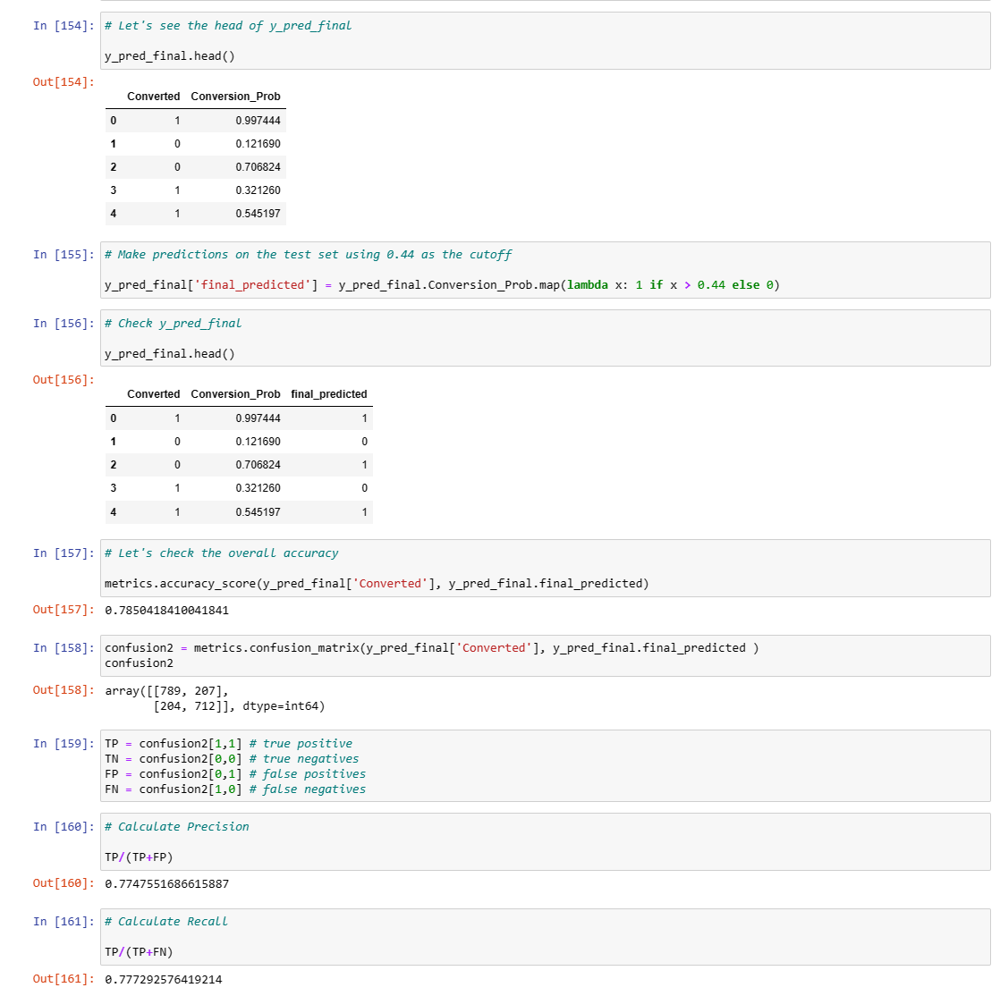 In [154]: # Let's see the head of y_pred_final
y_pred_final.head()
Out[154]:
Converted Conversion_Prob
0 1 0.997444
1 0 0.121690
2 0 0.706824
3 1 0.321260
4 1 0.545197
In [155]: # Make predictions on the test set using 0.44 as the cutoff
y_pred_final['final_predicted'] = y_pred_final.Conversion_Prob.map(lambda x: 1 if x > 0.44 else 0)
In [156]: # Check y_pred_final
y_pred_final.head()
Out[156]:
Converted Conversion_Prob final_predicted
0 1 0.997444 1
1 0 0.121690 0
2 0 0.706824 1
3 1 0.321260 0
4 1 0.545197 1
In [157]: # Let's check the overall accuracy
metrics.accuracy_score(y_pred_final['Converted'], y_pred_final.final_predicted)
Out[157]: 0.7850418410041841
In [158]: confusion2 = metrics.confusion_matrix(y_pred_final['Converted'], y_pred_final.final_predicted )
confusion2
Out[158]: array([[789, 207],
[204, 712]], dtype=int64)
In [159]: TP = confusion2[1,1] # true positive
TN = confusion2[0,0] # true negatives
FP = confusion2[0,1] # false positives
FN = confusion2[1,0] # false negatives
In [160]: # Calculate Precision
TP/(TP+FP)
Out[160]: 0.7747551686615887
In [161]: # Calculate Recall
TP/(TP+FN)
Out[161]: 0.777292576419214